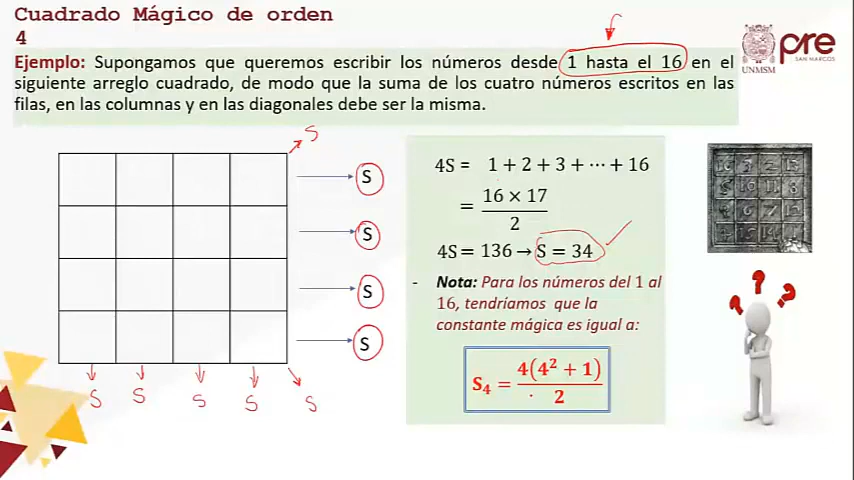 Cuadrado Mágico de orden
4
Ejemplo: Supongamos que queremos escribir los números desde 1 hasta el 16 en el
siguiente arreglo cuadrado, de modo que la suma de los cuatro números escritos en las
filas, en las columnas y en las diagonales debe ser la misma.
UNMSM
pre
SAN MARCOS
S
S
S
S
S
S S S S S
4S = 1 + 2 + 3 + ⋯ + 16
= 16 × 17 / 2
4S = 136 → S = 34
- Nota: Para los números del 1 al
16, tendríamos que la
constante mágica es igual a:
S₄ = 4(4² + 1) / 2
? ? ?